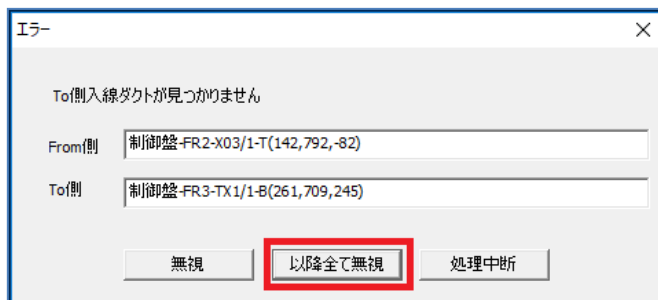 エラー
To側入線ダクトが見つかりません
From側 制御盤-FR2-X03/1-T(142,792,-82)
To側 制御盤-FR3-TX1/1-B(261,709,245)
無視 以降全て無視 処理中断